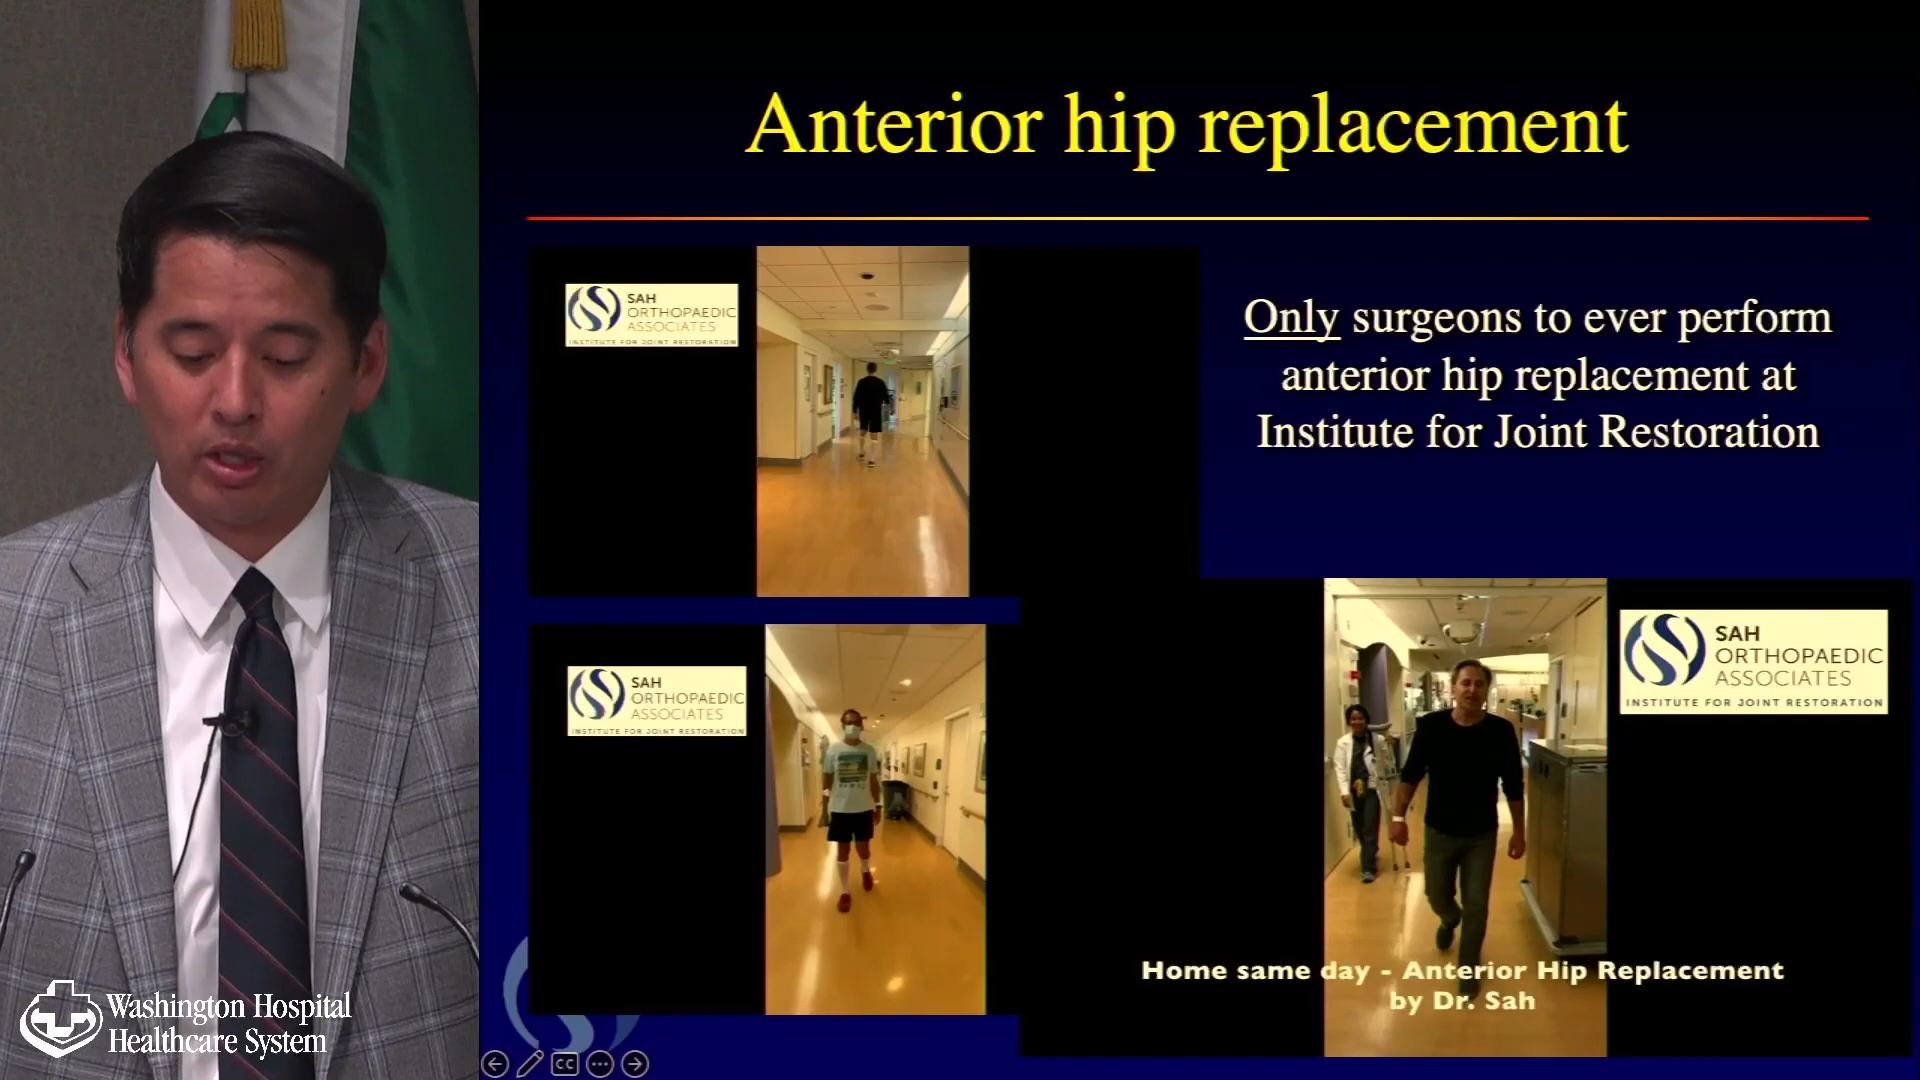 Anterior hip replacement
SAH
ORTHOPAEDIC
ASSOCIATES
INSTITUTE FOR JOINT RESTORATION
Only surgeons to ever perform
anterior hip replacement at
Institute for Joint Restoration
SAH
ORTHOPAEDIC
ASSOCIATES
INSTITUTE FOR JOINT RESTORATION
SAH
ORTHOPAEDIC
ASSOCIATES
INSTITUTE FOR JOINT RESTORATION
Home same day - Anterior Hip Replacement
by Dr. Sah
Washington Hospital
Healthcare System
CC